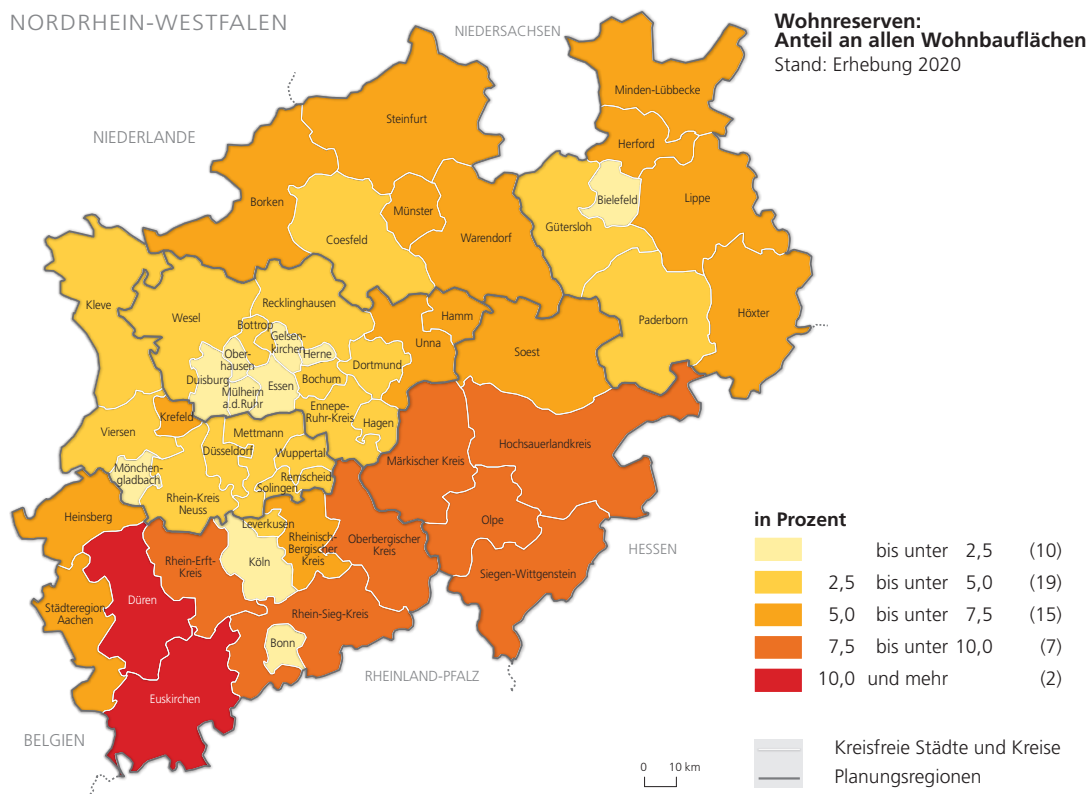 NORDRHEIN-WESTFALEN
Wohnreserven:
Anteil an allen Wohnbauflächen
Stand: Erhebung 2020
NIEDERSACHSEN
NIEDERLANDE
Minden-Lübbecke
Steinfurt
Herford
Borken
Bielefeld
Lippe
Münster
Coesfeld
Warendorf
Gütersloh
Kleve
Recklinghausen
Wesel
Hamm
Paderborn
Höxter
Bottrop
Gelsen-
kirchen
Herne
Unna
Soest
Ober-
hausen
Dortmund
Duisburg
Essen
Bochum
Mülheim
a.d.Ruhr
Ennepe-
Ruhr-Kreis
Krefeld
Hagen
Viersen
Mettmann
Hochsauerlandkreis
Düsseldorf
Wuppertal
Märkischer Kreis
Mönchen-
gladbach
Remscheid
Solingen
Rhein-Kreis
Neuss
Heinsberg
Leverkusen
Rheinisch-
Bergischer
Kreis
Oberbergischer
Kreis
Olpe
Rhein-Erft-
Kreis
Köln
HESSEN
Siegen-Wittgenstein
Düren
Städteregion
Aachen
Rhein-Sieg-Kreis
Bonn
RHEINLAND-PFALZ
Euskirchen
BELGIEN
0 10 km
in Prozent
bis unter 2,5 (10)
2,5 bis unter 5,0 (19)
5,0 bis unter 7,5 (15)
7,5 bis unter 10,0 (7)
10,0 und mehr (2)
Kreisfreie Städte und Kreise
Planungsregionen